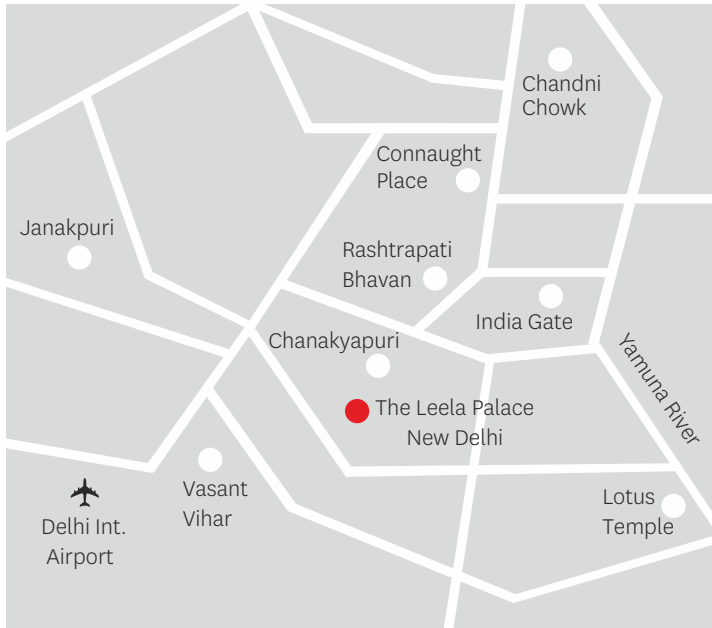 Chandni
Chowk
Connaught
Place
Janakpuri
Rashtrapati
Bhavan
India Gate
Chanakyapuri
Yamuna River
The Leela Palace
New Delhi
Vasant
Vihar
Lotus
Temple
Delhi Int.
Airport